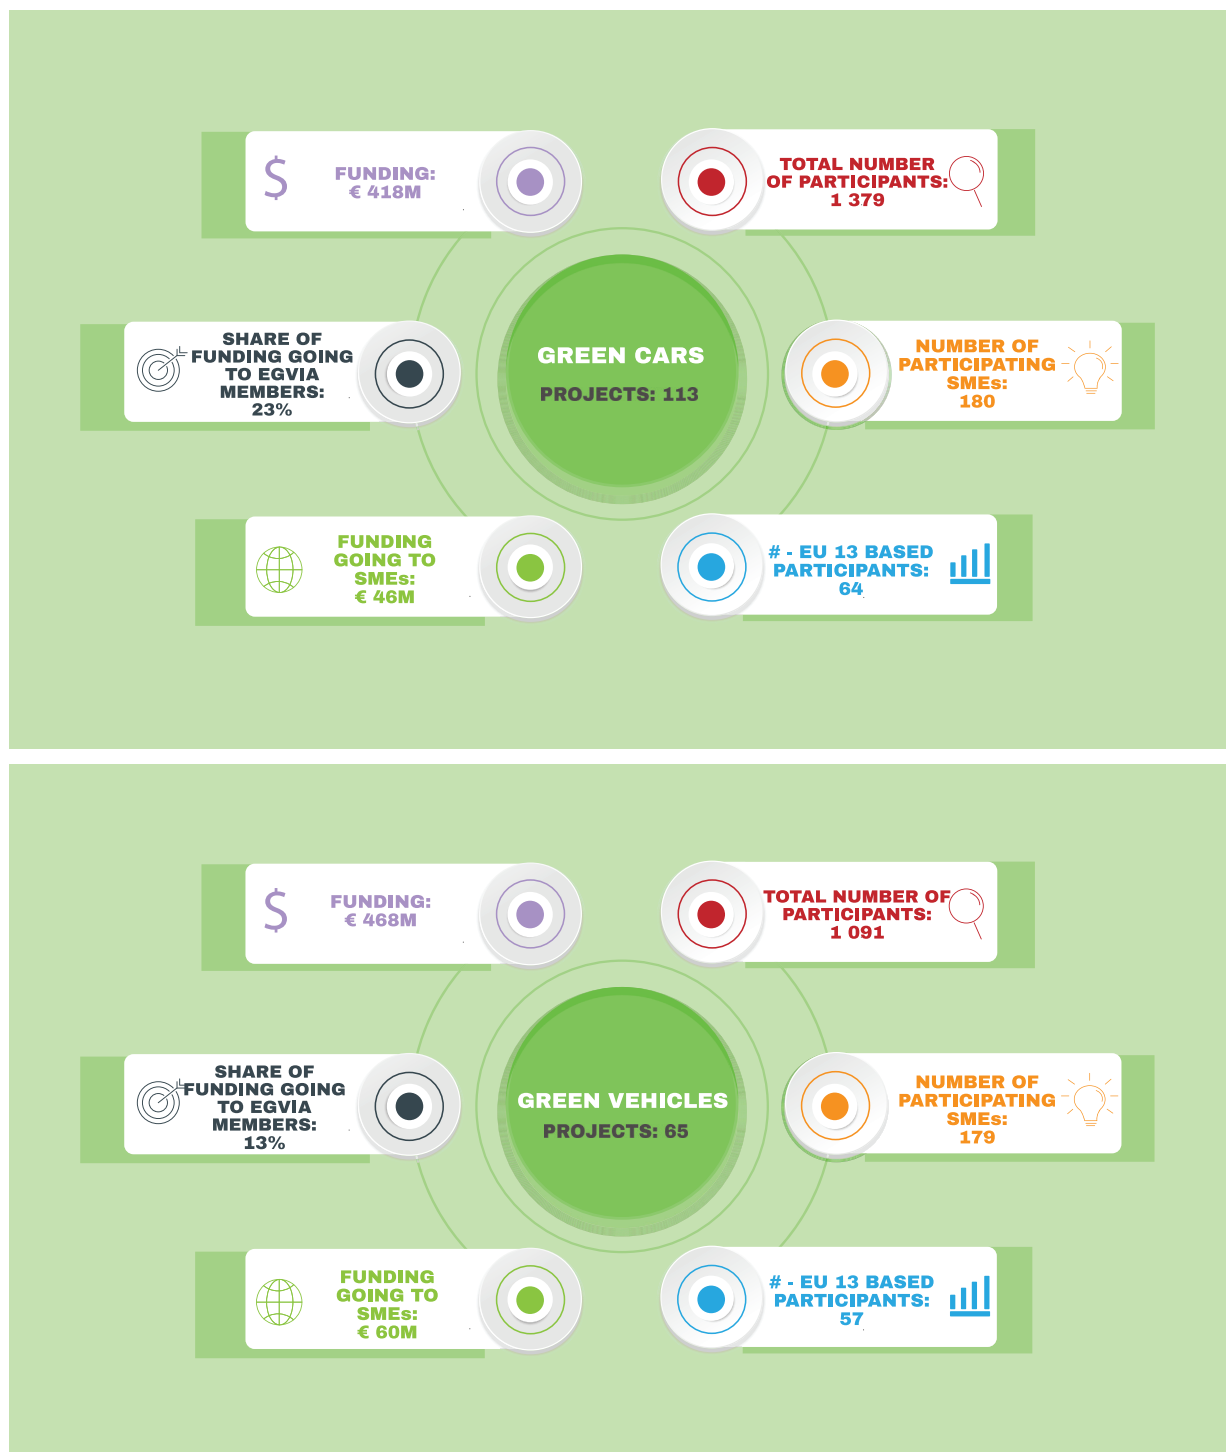 FUNDING:
€ 418M
TOTAL NUMBER
OF PARTICIPANTS:
1 379
SHARE OF
FUNDING GOING
TO EGVIA
MEMBERS:
23%
GREEN CARS
PROJECTS: 113
NUMBER OF
PARTICIPATING
SMEs:
180
FUNDING
GOING TO
SMEs:
€ 46M
# - EU 13 BASED
PARTICIPANTS:
64
FUNDING:
€ 468M
TOTAL NUMBER OF
PARTICIPANTS:
1 091
SHARE OF
FUNDING GOING
TO EGVIA
MEMBERS:
13%
GREEN VEHICLES
PROJECTS: 65
NUMBER OF
PARTICIPATING
SMEs:
179
FUNDING
GOING TO
SMEs:
€ 60M
# - EU 13 BASED
PARTICIPANTS:
57